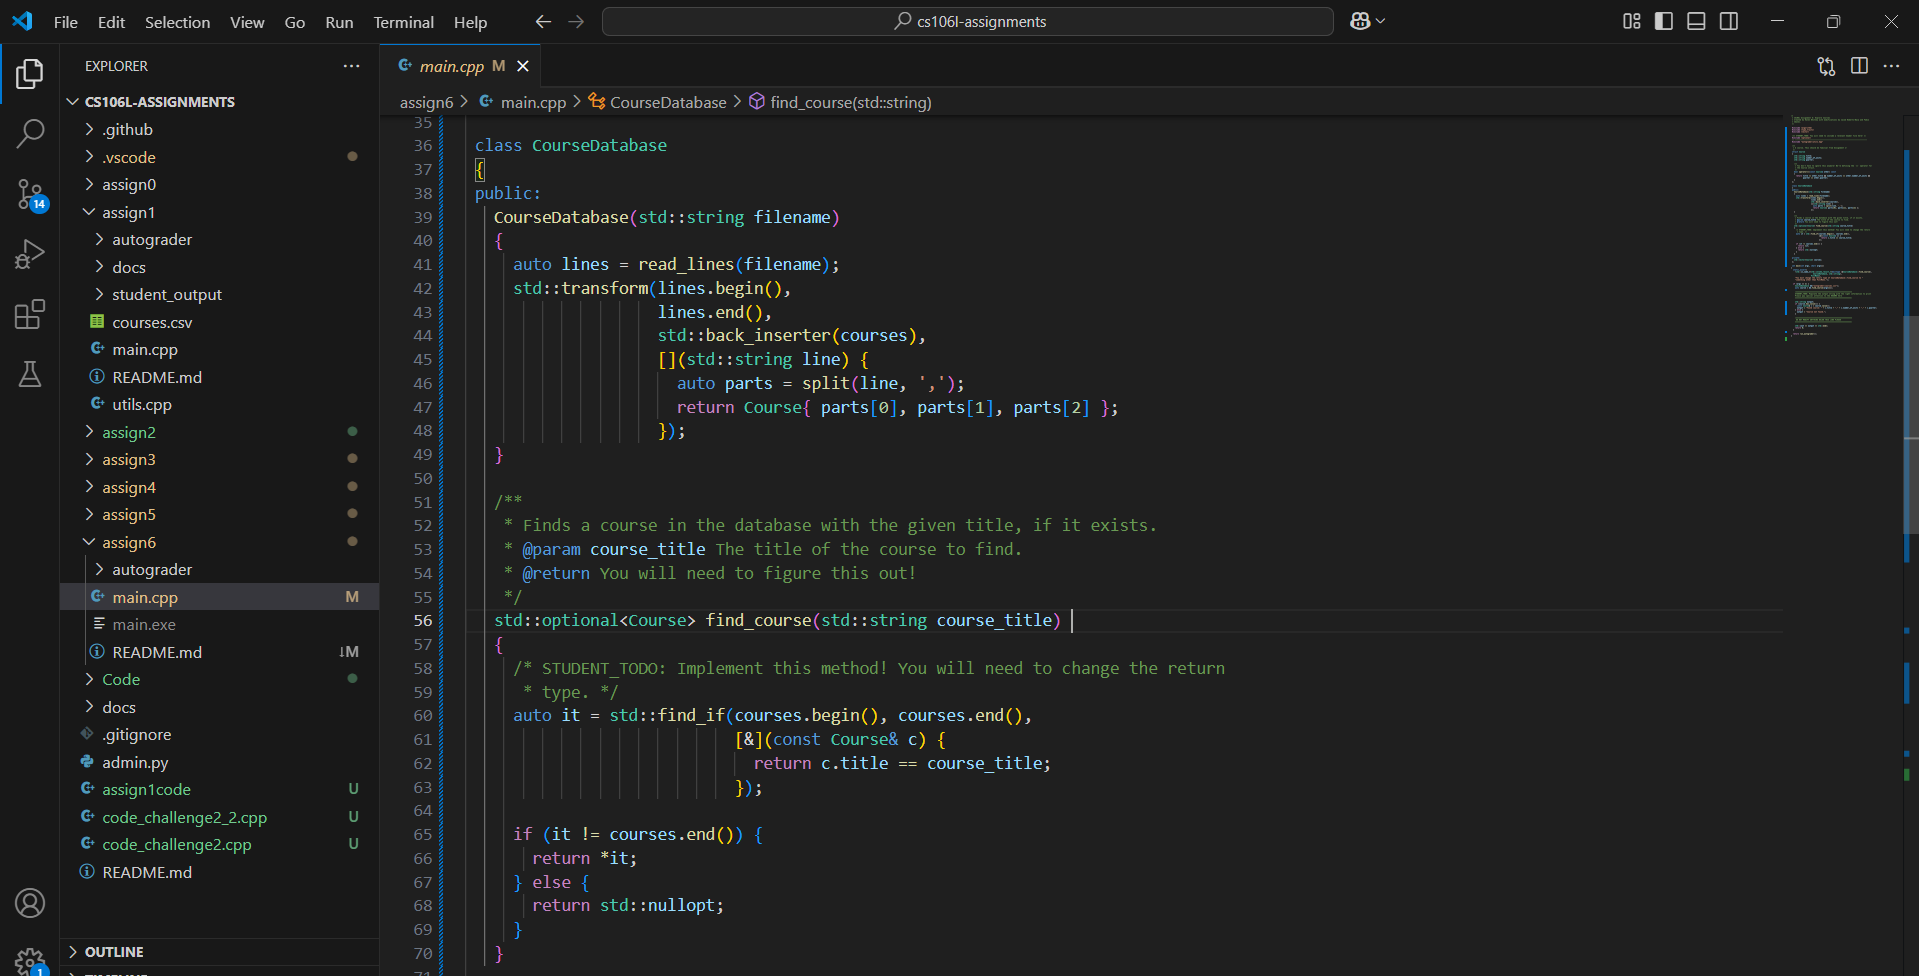 File Edit Selection View Go Run Terminal Help
cs106l-assignments
EXPLORER
main.cpp M
CS106L-ASSIGNMENTS
.github
.vscode
assign0
assign1
autograder
docs
student_output
courses.csv
main.cpp
README.md
utils.cpp
assign2
assign3
assign4
assign5
assign6
autograder
main.cpp M
main.exe
README.md ↓M
Code
docs
.gitignore
admin.py
assign1code U
code_challenge2_2.cpp U
code_challenge2.cpp U
README.md
OUTLINE
14
1
assign6 > main.cpp > CourseDatabase > find_course(std::string)
35
36 class CourseDatabase
37 {
38 public:
39 CourseDatabase(std::string filename)
40 {
41 auto lines = read_lines(filename);
42 std::transform(lines.begin(),
43 lines.end(),
44 std::back_inserter(courses),
45 [](std::string line) {
46 auto parts = split(line, ',');
47 return Course{ parts[0], parts[1], parts[2] };
48 });
49 }
50
51 /**
52 * Finds a course in the database with the given title, if it exists.
53 * @param course_title The title of the course to find.
54 * @return You will need to figure this out!
55 */
56 std::optional<Course> find_course(std::string course_title)
57 {
58 /* STUDENT_TODO: Implement this method! You will need to change the return
59 * type. */
60 auto it = std::find_if(courses.begin(), courses.end(),
61 [&](const Course& c) {
62 return c.title == course_title;
63 });
64
65 if (it != courses.end()) {
66 return *it;
67 } else {
68 return std::nullopt;
69 }
70 }